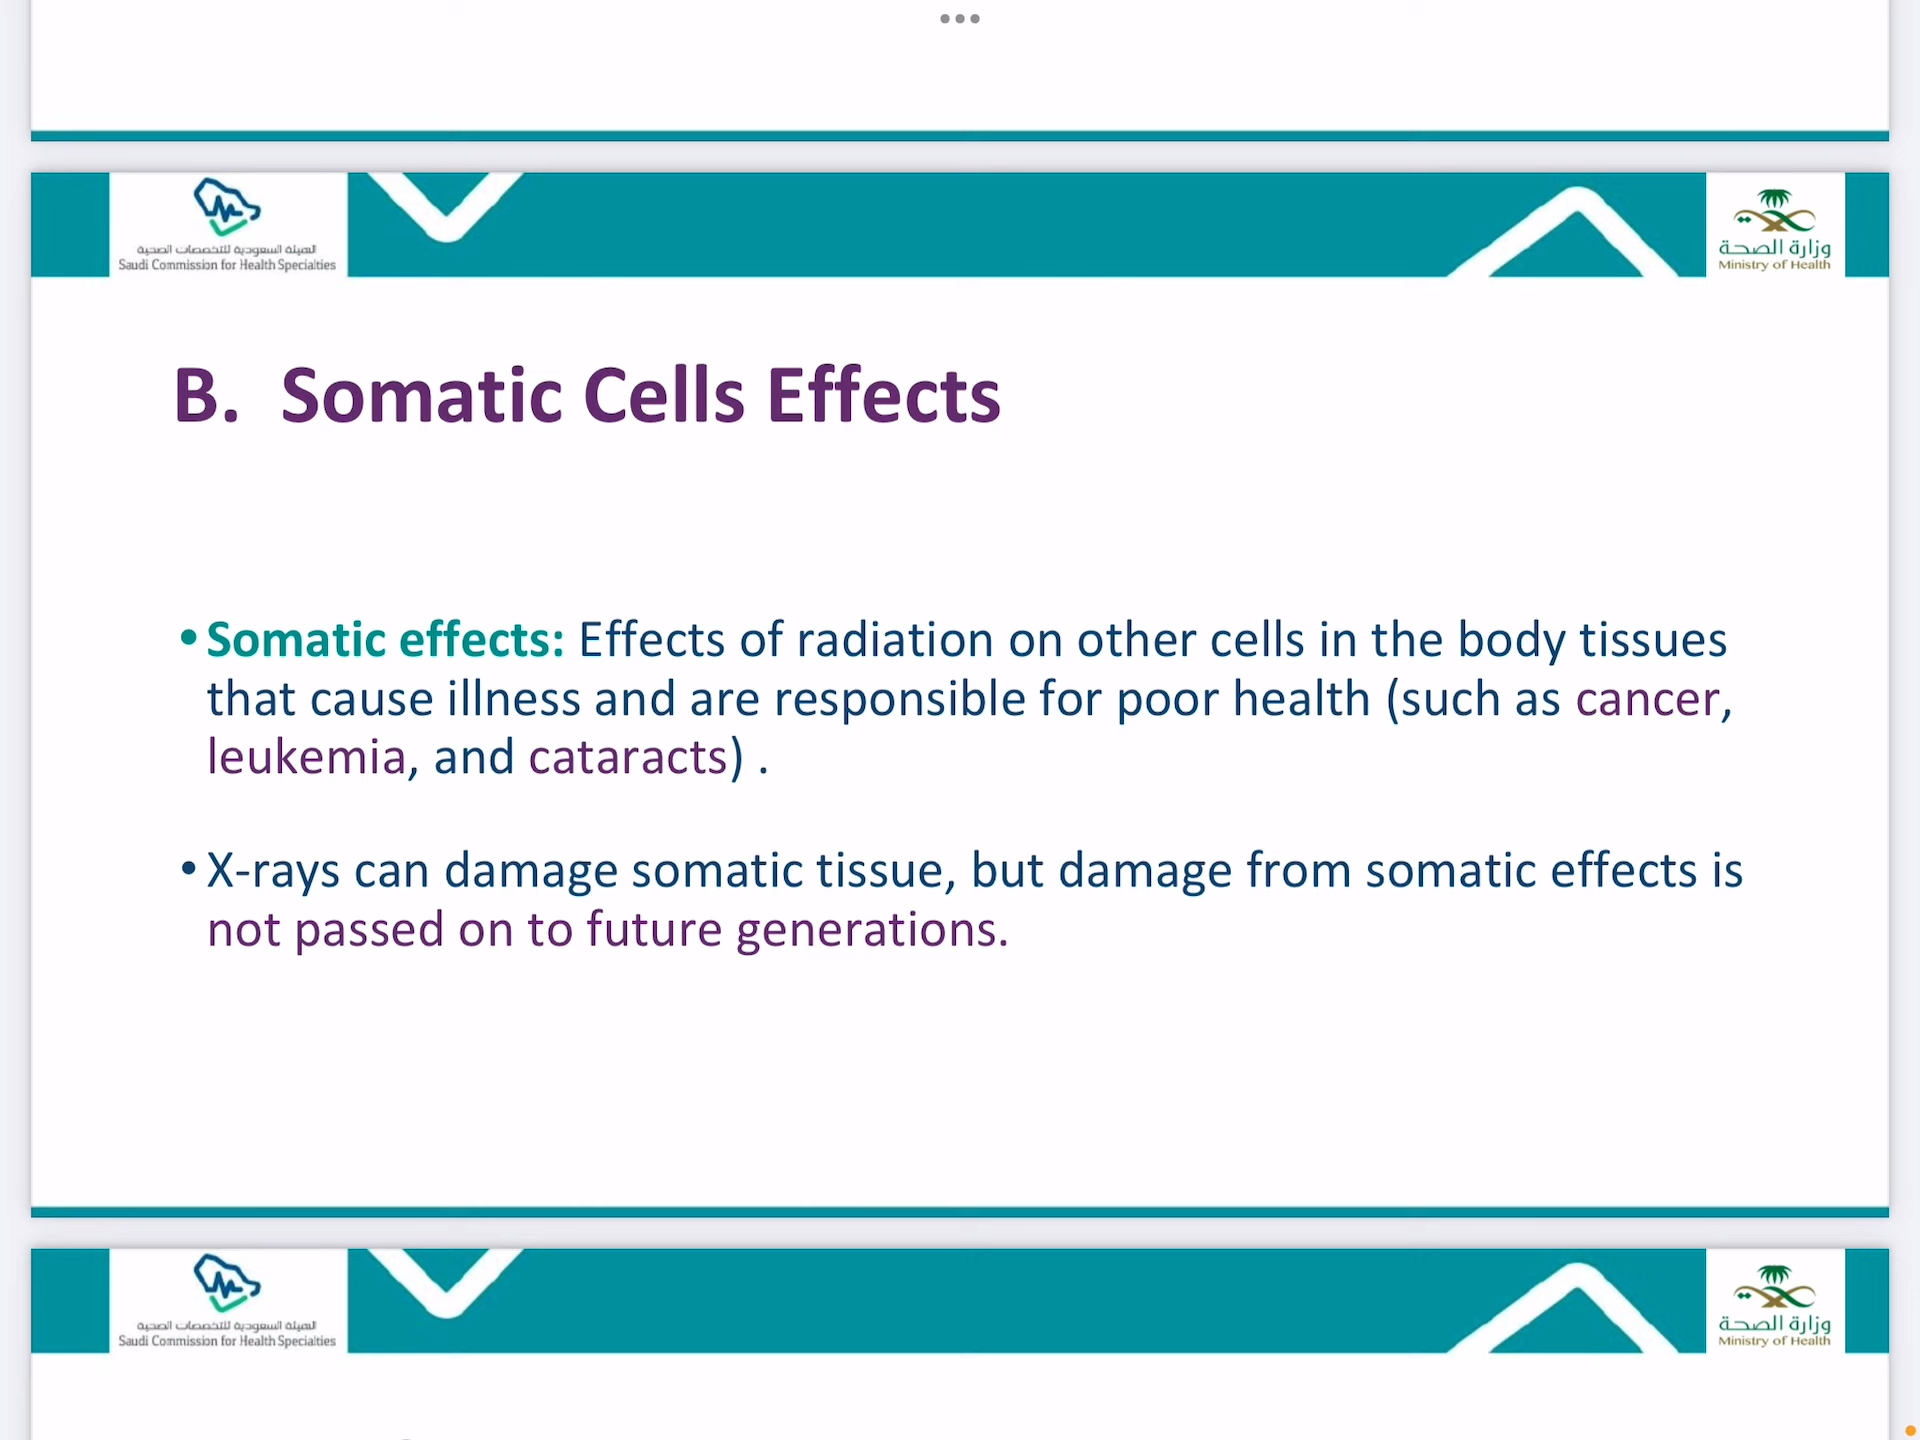 الهيئة السعودية للتخصصات الصحية
Saudi Commission for Health Specialties
وزارة الصحة
Ministry of Health
B. Somatic Cells Effects
•Somatic effects: Effects of radiation on other cells in the body tissues
that cause illness and are responsible for poor health (such as cancer,
leukemia, and cataracts) .
•X-rays can damage somatic tissue, but damage from somatic effects is
not passed on to future generations.
الهيئة السعودية للتخصصات الصحية
Saudi Commission for Health Specialties
وزارة الصحة
Ministry of Health